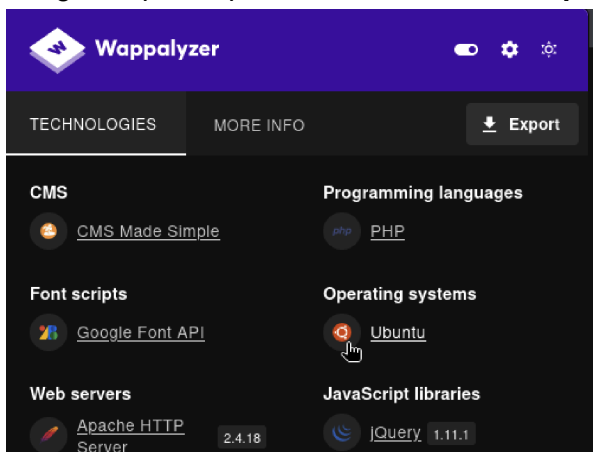 Wappalyzer
TECHNOLOGIES MORE INFO Export
CMS Programming languages
CMS Made Simple php PHP
Font scripts Operating systems
Google Font API Ubuntu
Web servers JavaScript libraries
Apache HTTP
Server 2.4.18 jQuery 1.11.1